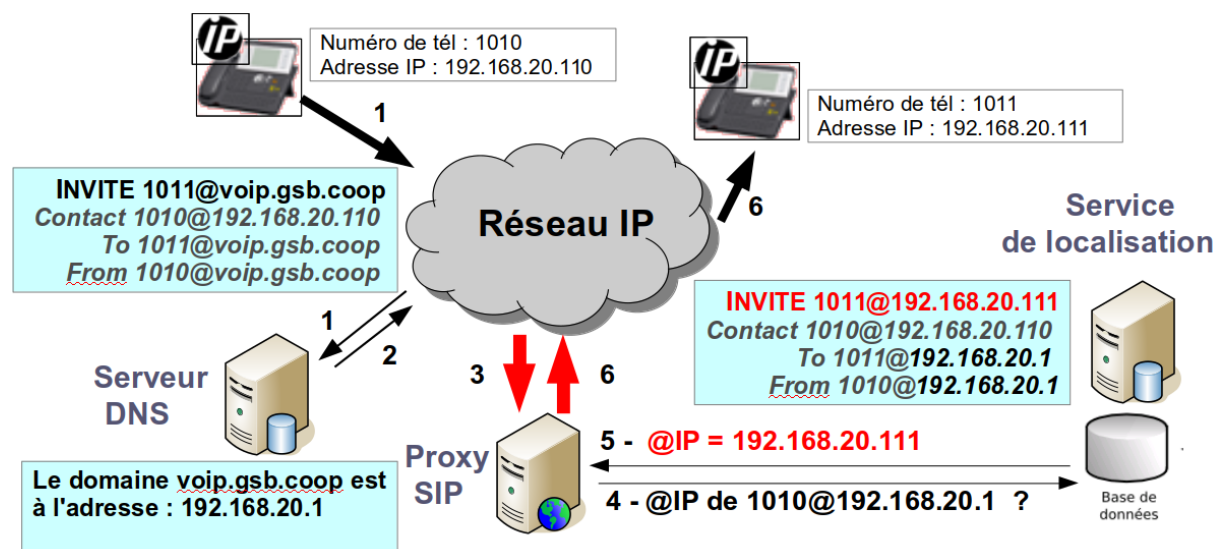 IP
Numéro de tél : 1010
Adresse IP : 192.168.20.110
IP
Numéro de tél : 1011
Adresse IP : 192.168.20.111
1
INVITE 1011@voip.gsb.coop
Contact 1010@192.168.20.110
To 1011@voip.gsb.coop
From 1010@voip.gsb.coop
Réseau IP
6
Service
de localisation
INVITE 1011@192.168.20.111
Contact 1010@192.168.20.110
To 1011@192.168.20.1
From 1010@192.168.20.1
1
2
Serveur
DNS
3
6
Le domaine voip.gsb.coop est
à l'adresse : 192.168.20.1
Proxy
SIP
5 - @IP = 192.168.20.111
4 - @IP de 1010@192.168.20.1 ?
Base de
données